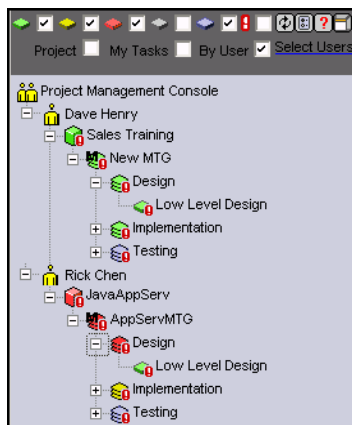 Project My Tasks By User Select Users
Project Management Console
Dave Henry
Sales Training
New MTG
Design
Low Level Design
Implementation
Testing
Rick Chen
JavaAppServ
AppServMTG
Design
Low Level Design
Implementation
Testing